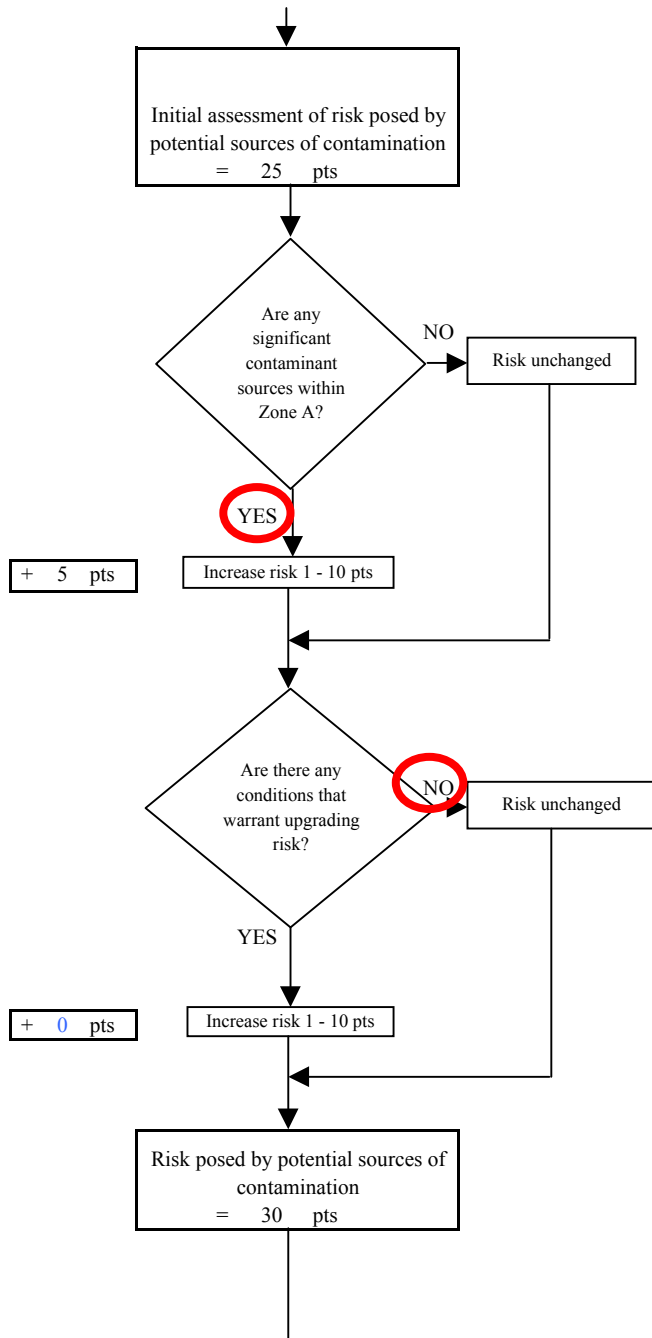 Initial assessment of risk posed by
potential sources of contamination
= 25 pts
Are any
significant
contaminant
sources within
Zone A?
NO
Risk unchanged
YES
+ 5 pts
Increase risk 1 - 10 pts
Are there any
conditions that
warrant upgrading
risk?
NO
Risk unchanged
YES
+ 0 pts
Increase risk 1 - 10 pts
Risk posed by potential sources of
contamination
= 30 pts